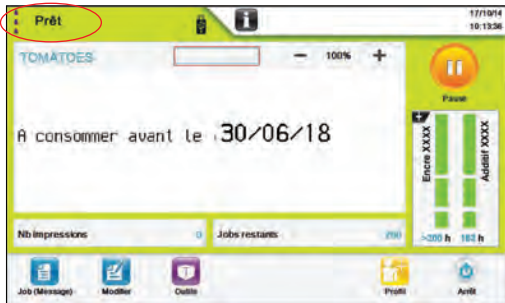 Prêt
17/10/14
10:13:36
TOMATOES
100%
Pause
A consommer avant le 30/06/18
Encre XXXX
Additif XXXX
Nb impressions 0
Jobs restants 200
>200 h
162 h
Job (Message)
Modifier
Outils
Profil
Arrêt